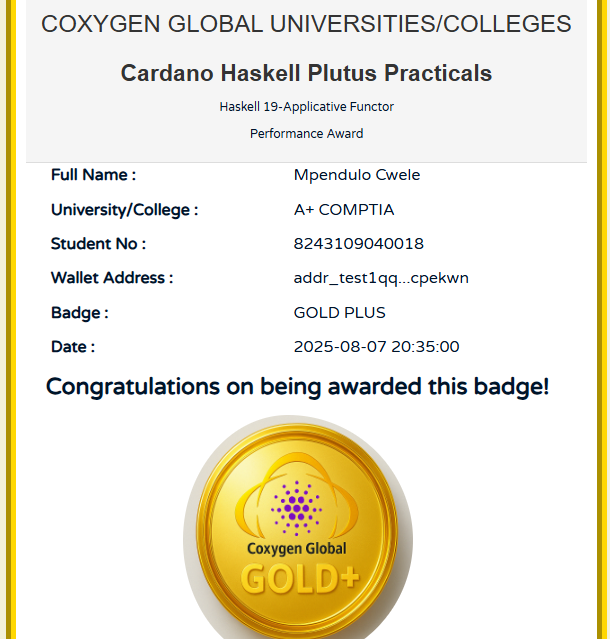 COXYGEN GLOBAL UNIVERSITIES/COLLEGES
Cardano Haskell Plutus Practicals
Haskell 19-Applicative Functor
Performance Award
Full Name : Mpendulo Cwele
University/College : A+ COMPTIA
Student No : 8243109040018
Wallet Address : addr_test1qq...cpekwn
Badge : GOLD PLUS
Date : 2025-08-07 20:35:00
Congratulations on being awarded this badge!
Coxygen Global
GOLD+